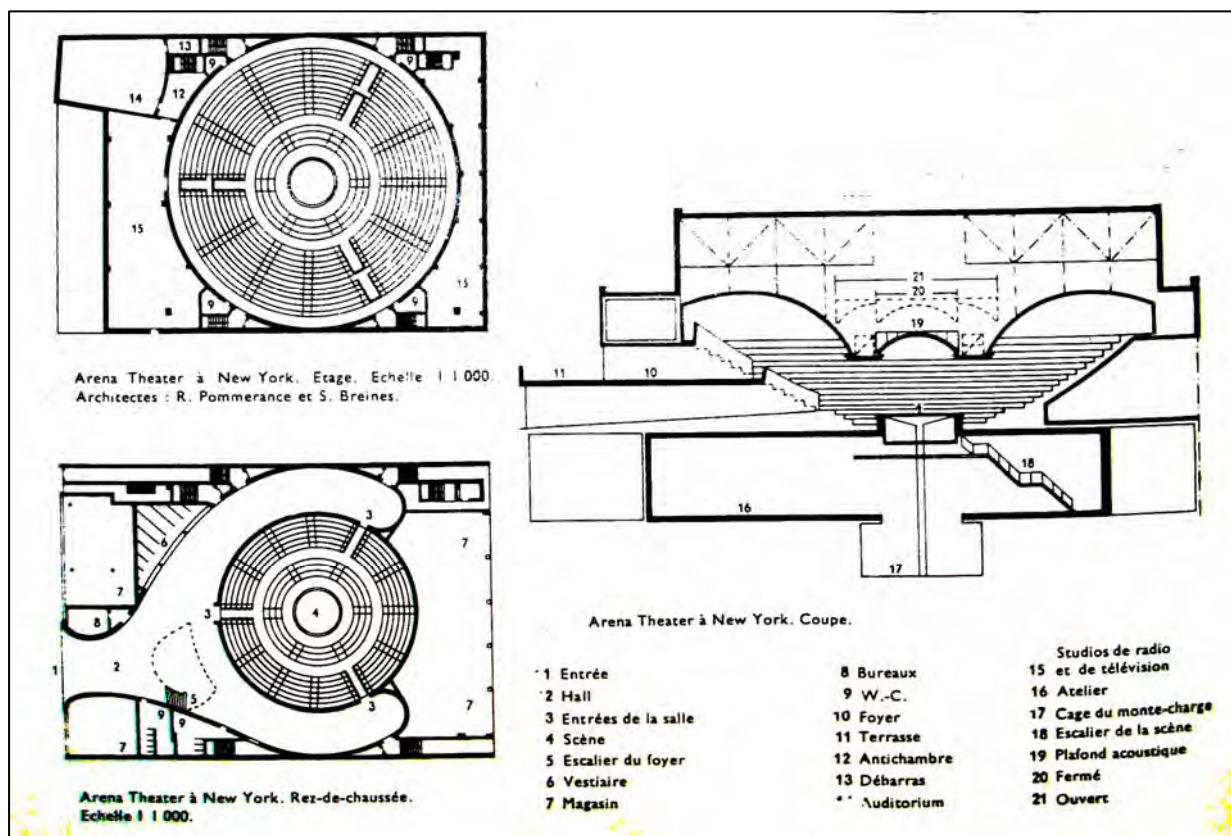 13
9
9
12
14
15
15
9
9
Arena Theater à New York. Etage. Echelle 1 1 000.
Architectes : R. Pommerance et S. Breines.
3
6
7
7
8
3
4
1
2
5
9
9
3
7
7
Arena Theater à New York. Rez-de-chaussée.
Echelle 1 1 000.
21
20
19
11
10
4
18
16
17
Arena Theater à New York. Coupe.
1 Entrée
2 Hall
3 Entrées de la salle
4 Scène
5 Escalier du foyer
6 Vestiaire
7 Magasin
8 Bureaux
9 W.-C.
10 Foyer
11 Terrasse
12 Antichambre
13 Débarras
Auditorium
Studios de radio
15 et de télévision
16 Atelier
17 Cage du monte-charge
18 Escalier de la scène
19 Plafond acoustique
20 Fermé
21 Ouvert